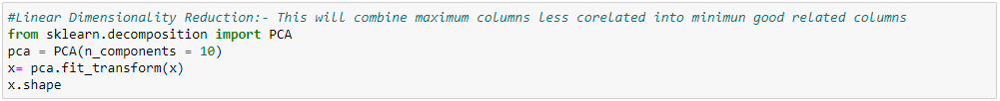 #Linear Dimensionality Reduction:- This will combine maximum columns less corelated into minimun good related columns
from sklearn.decomposition import PCA
pca = PCA(n_components = 10)
x= pca.fit_transform(x)
x.shape